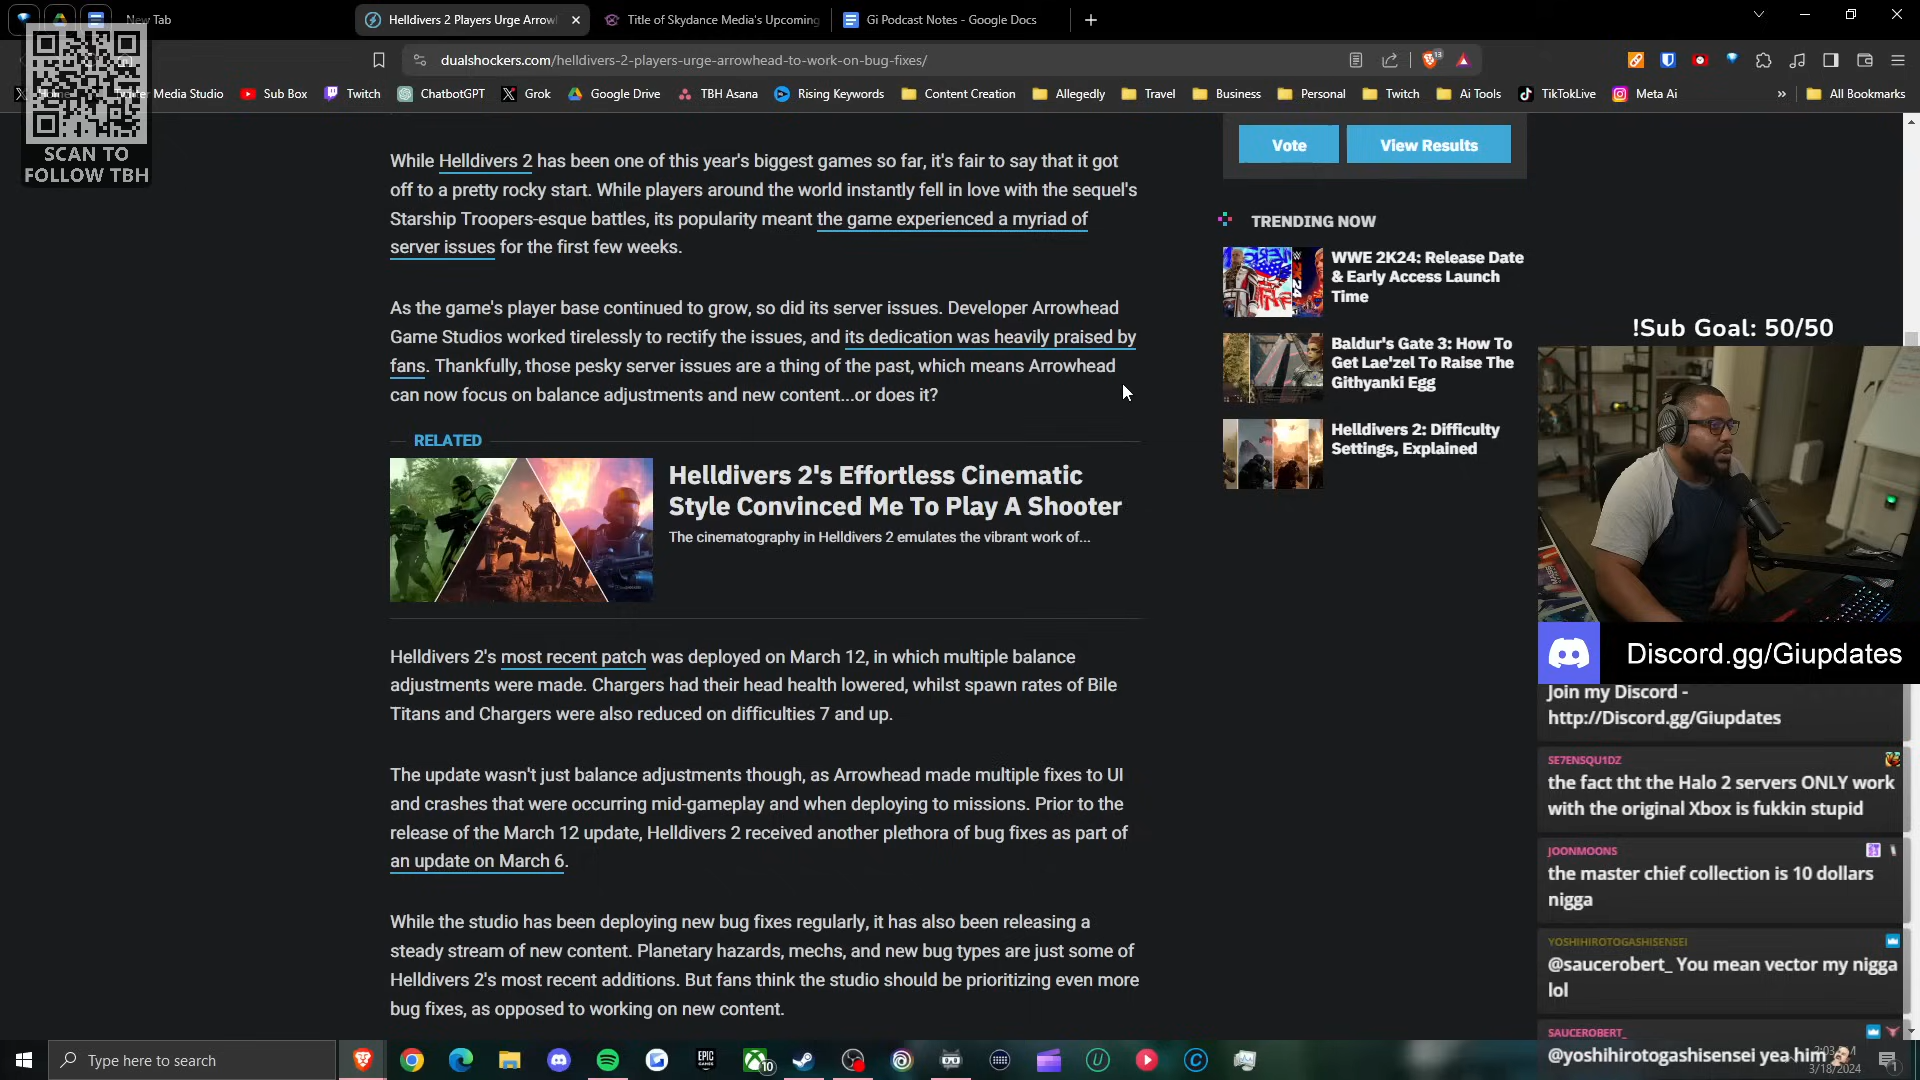 New Tab
Helldivers 2 Players Urge Arrow
Title of Skydance Media's Upcoming
Gi Podcast Notes - Google Docs
dualshockers.com/helldivers-2-players-urge-arrowhead-to-work-on-bug-fixes/
13
Media Studio
Sub Box
Twitch
ChatbotGPT
Grok
Google Drive
TBH Asana
Rising Keywords
Content Creation
Allegedly
Travel
Business
Personal
Twitch
Ai Tools
TikTokLive
Meta Ai
»
All Bookmarks
SCAN TO
FOLLOW TBH
While Helldivers 2 has been one of this year's biggest games so far, it's fair to say that it got
off to a pretty rocky start. While players around the world instantly fell in love with the sequel's
Starship Troopers-esque battles, its popularity meant the game experienced a myriad of
server issues for the first few weeks.
As the game's player base continued to grow, so did its server issues. Developer Arrowhead
Game Studios worked tirelessly to rectify the issues, and its dedication was heavily praised by
fans. Thankfully, those pesky server issues are a thing of the past, which means Arrowhead
can now focus on balance adjustments and new content...or does it?
RELATED
Helldivers 2's Effortless Cinematic
Style Convinced Me To Play A Shooter
The cinematography in Helldivers 2 emulates the vibrant work of...
Helldivers 2's most recent patch was deployed on March 12, in which multiple balance
adjustments were made. Chargers had their head health lowered, whilst spawn rates of Bile
Titans and Chargers were also reduced on difficulties 7 and up.
The update wasn't just balance adjustments though, as Arrowhead made multiple fixes to UI
and crashes that were occurring mid-gameplay and when deploying to missions. Prior to the
release of the March 12 update, Helldivers 2 received another plethora of bug fixes as part of
an update on March 6.
While the studio has been deploying new bug fixes regularly, it has also been releasing a
steady stream of new content. Planetary hazards, mechs, and new bug types are just some of
Helldivers 2's most recent additions. But fans think the studio should be prioritizing even more
bug fixes, as opposed to working on new content.
Vote
View Results
TRENDING NOW
WWE 2K24: Release Date
& Early Access Launch
Time
Baldur's Gate 3: How To
Get Lae'zel To Raise The
Githyanki Egg
Helldivers 2: Difficulty
Settings, Explained
!Sub Goal: 50/50
Discord.gg/Giupdates
Join my Discord -
http://Discord.gg/Giupdates
SE7ENSQU1DZ
the fact tht the Halo 2 servers ONLY work
with the original Xbox is fukkin stupid
JOONMOONS
the master chief collection is 10 dollars
nigga
YOSHIHIROTOGASHISENSEI
@saucerobert_ You mean vector my nigga
lol
SAUCEROBERT_
@yoshihirotogashisensei yea him
Type here to search
EPIC
GAMES
10
3/18/2024
1